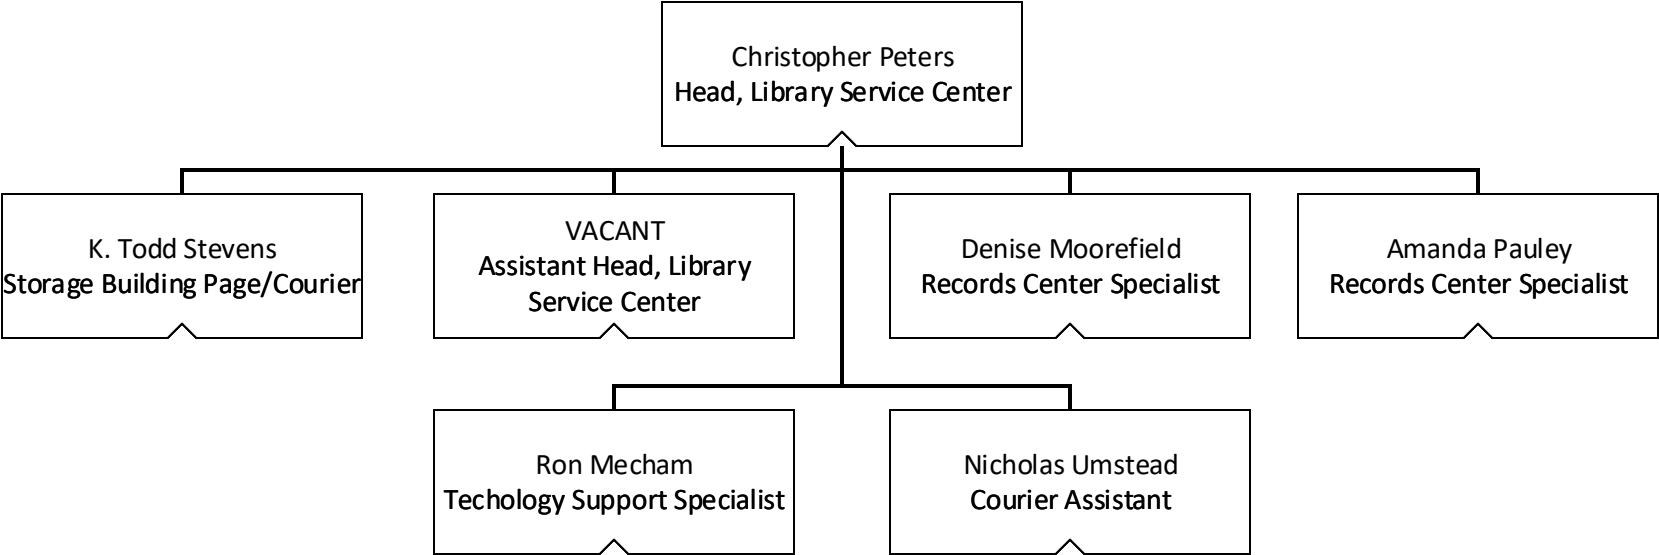 Christopher Peters
Head, Library Service Center
K. Todd Stevens
Storage Building Page/Courier
VACANT
Assistant Head, Library
Service Center
Denise Moorefield
Records Center Specialist
Amanda Pauley
Records Center Specialist
Ron Mecham
Techology Support Specialist
Nicholas Umstead
Courier Assistant